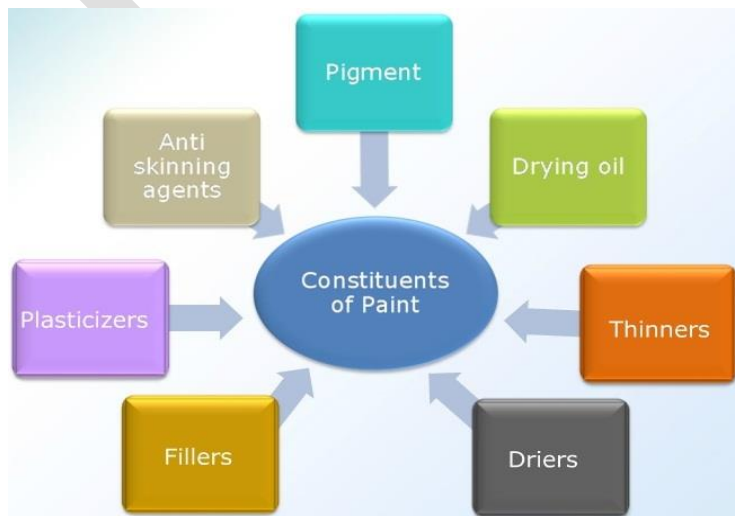 Pigment
Anti
skinning
agents
Drying oil
Constituents
of Paint
Plasticizers
Thinners
Fillers
Driers